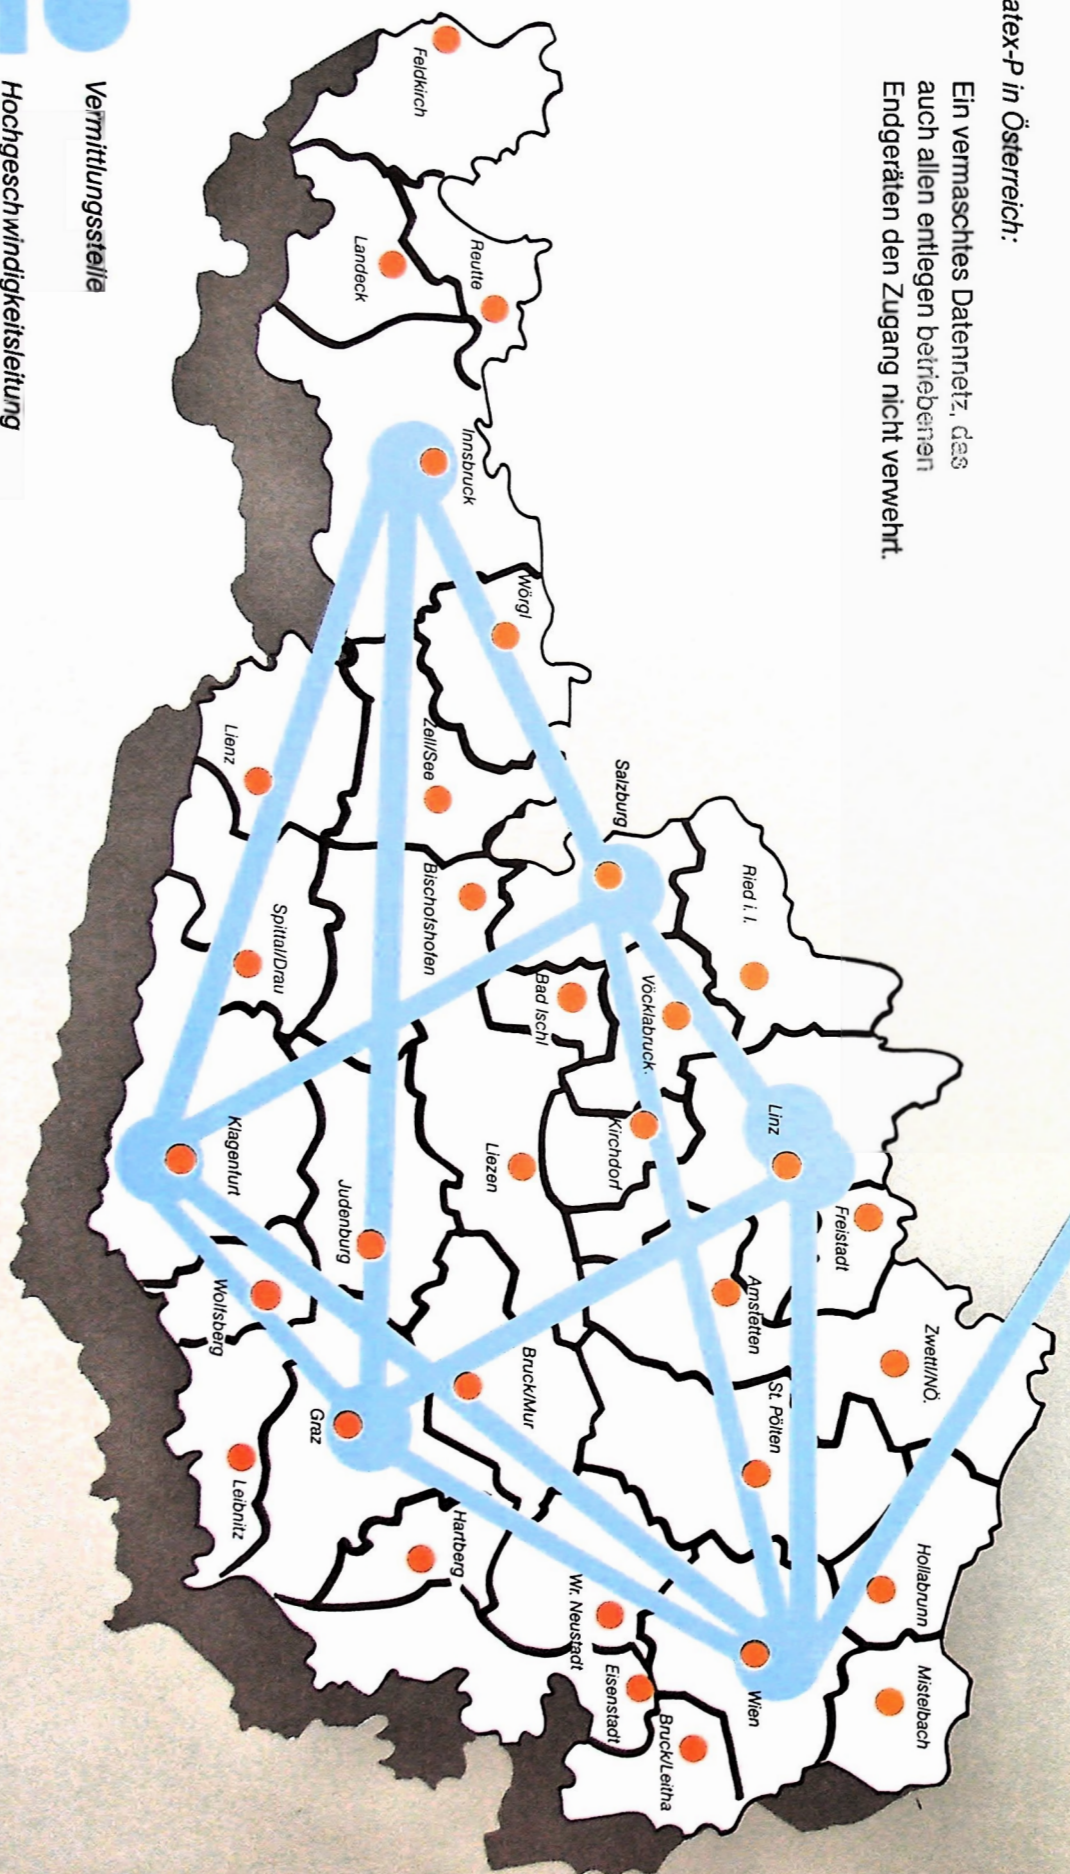 atex-P in Österreich:
Ein vermaschtes Datennetz, das
auch allen entlegen betriebenen
Endgeräten den Zugang nicht verwehrt.
Feldkirch
Reutte
Landeck
Innsbruck
Wörgl
Zell/See
Lienz
Salzburg
Bischofshofen
Spittal/Drau
Ried i. I.
Vöcklabruck.
Bad Ischl
Linz
Kirchdorf
Liezen
Klagenfurt
Judenburg
Freistadt
Amstetten
Wolfsberg
Zwettl/NÖ.
St. Pölten
Bruck/Mur
Graz
Leibnitz
Hartberg
Hollabrunn
Wr. Neustadt
Mistelbach
Wien
Eisenstadt
Bruck/Leitha
Vermittlungsstelle
Hochgeschwindigkeitsleitung